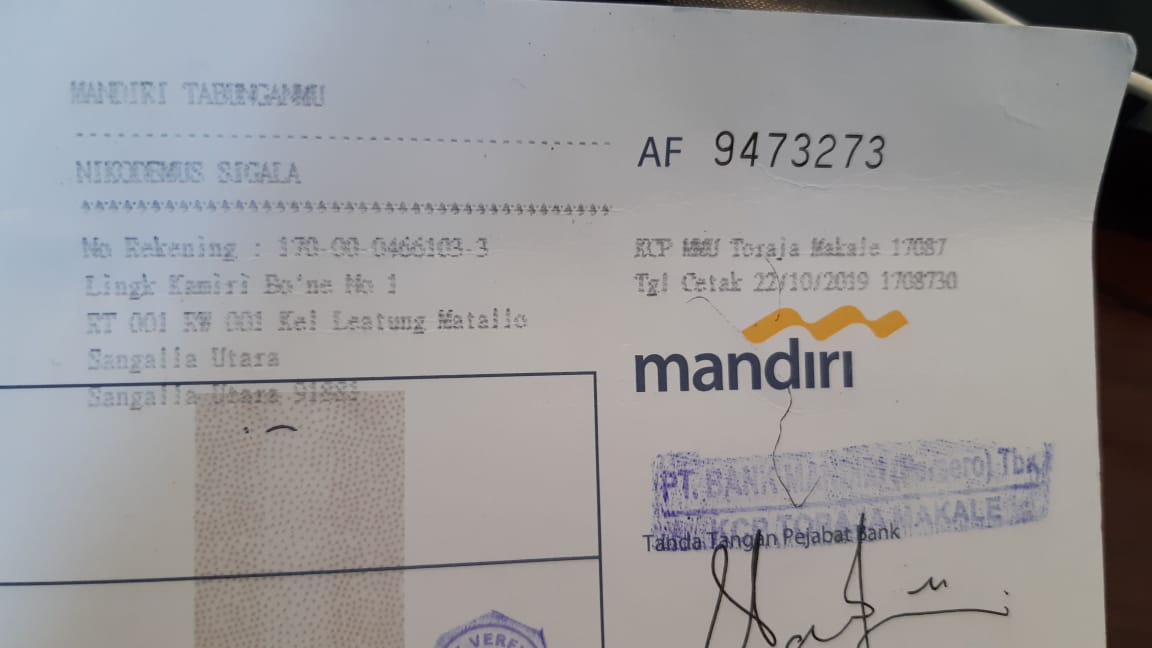 MANDIRI TABUNGANMU
NIKODEMUS SIGALA
No Rekening : 170-00-0466103-3
Lingk Kamiri Bo'ne No 1
RT 001 RW 001 Kel Leatung Matallo
Sangalla Utara
Sangalla Utara 91881
AF 9473273
KCP MMU Toraja Makale 17087
Tgl Cetak 22/10/2019 1708730
mandiri
PT. BANK MANDIRI (Persero) Tbk
KCP TORAJA MAKALE
Tanda Tangan Pejabat Bank